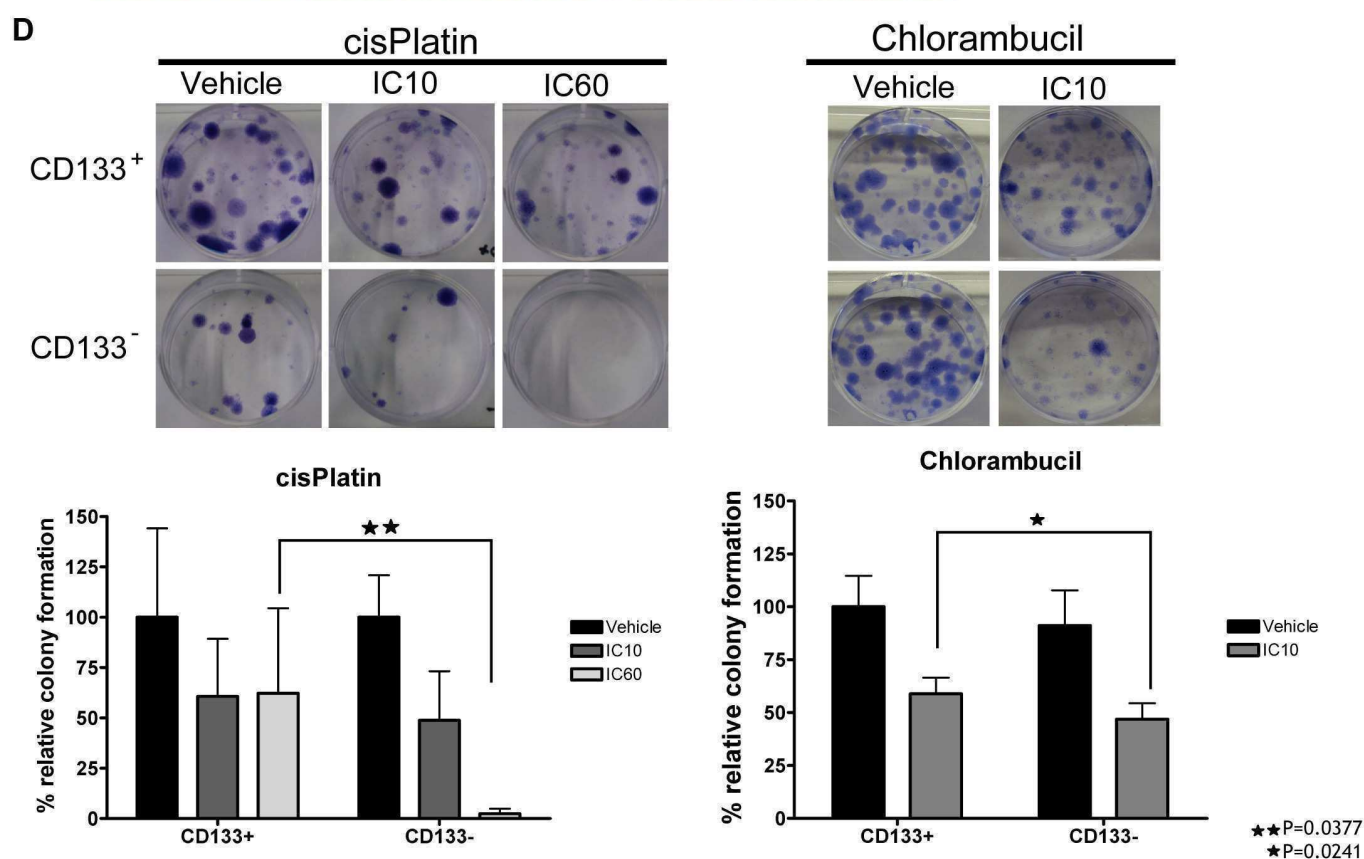 D
cisPlatin
Vehicle IC10 IC60
CD133+
CD133-
Chlorambucil
Vehicle IC10
cisPlatin
% relative colony formation
150
125
100
75
50
25
0
★★
CD133+ CD133-
Vehicle
IC10
IC60
Chlorambucil
% relative colony formation
150
125
100
75
50
25
0
★
CD133+ CD133-
Vehicle
IC10
★★P=0.0377
★P=0.0241